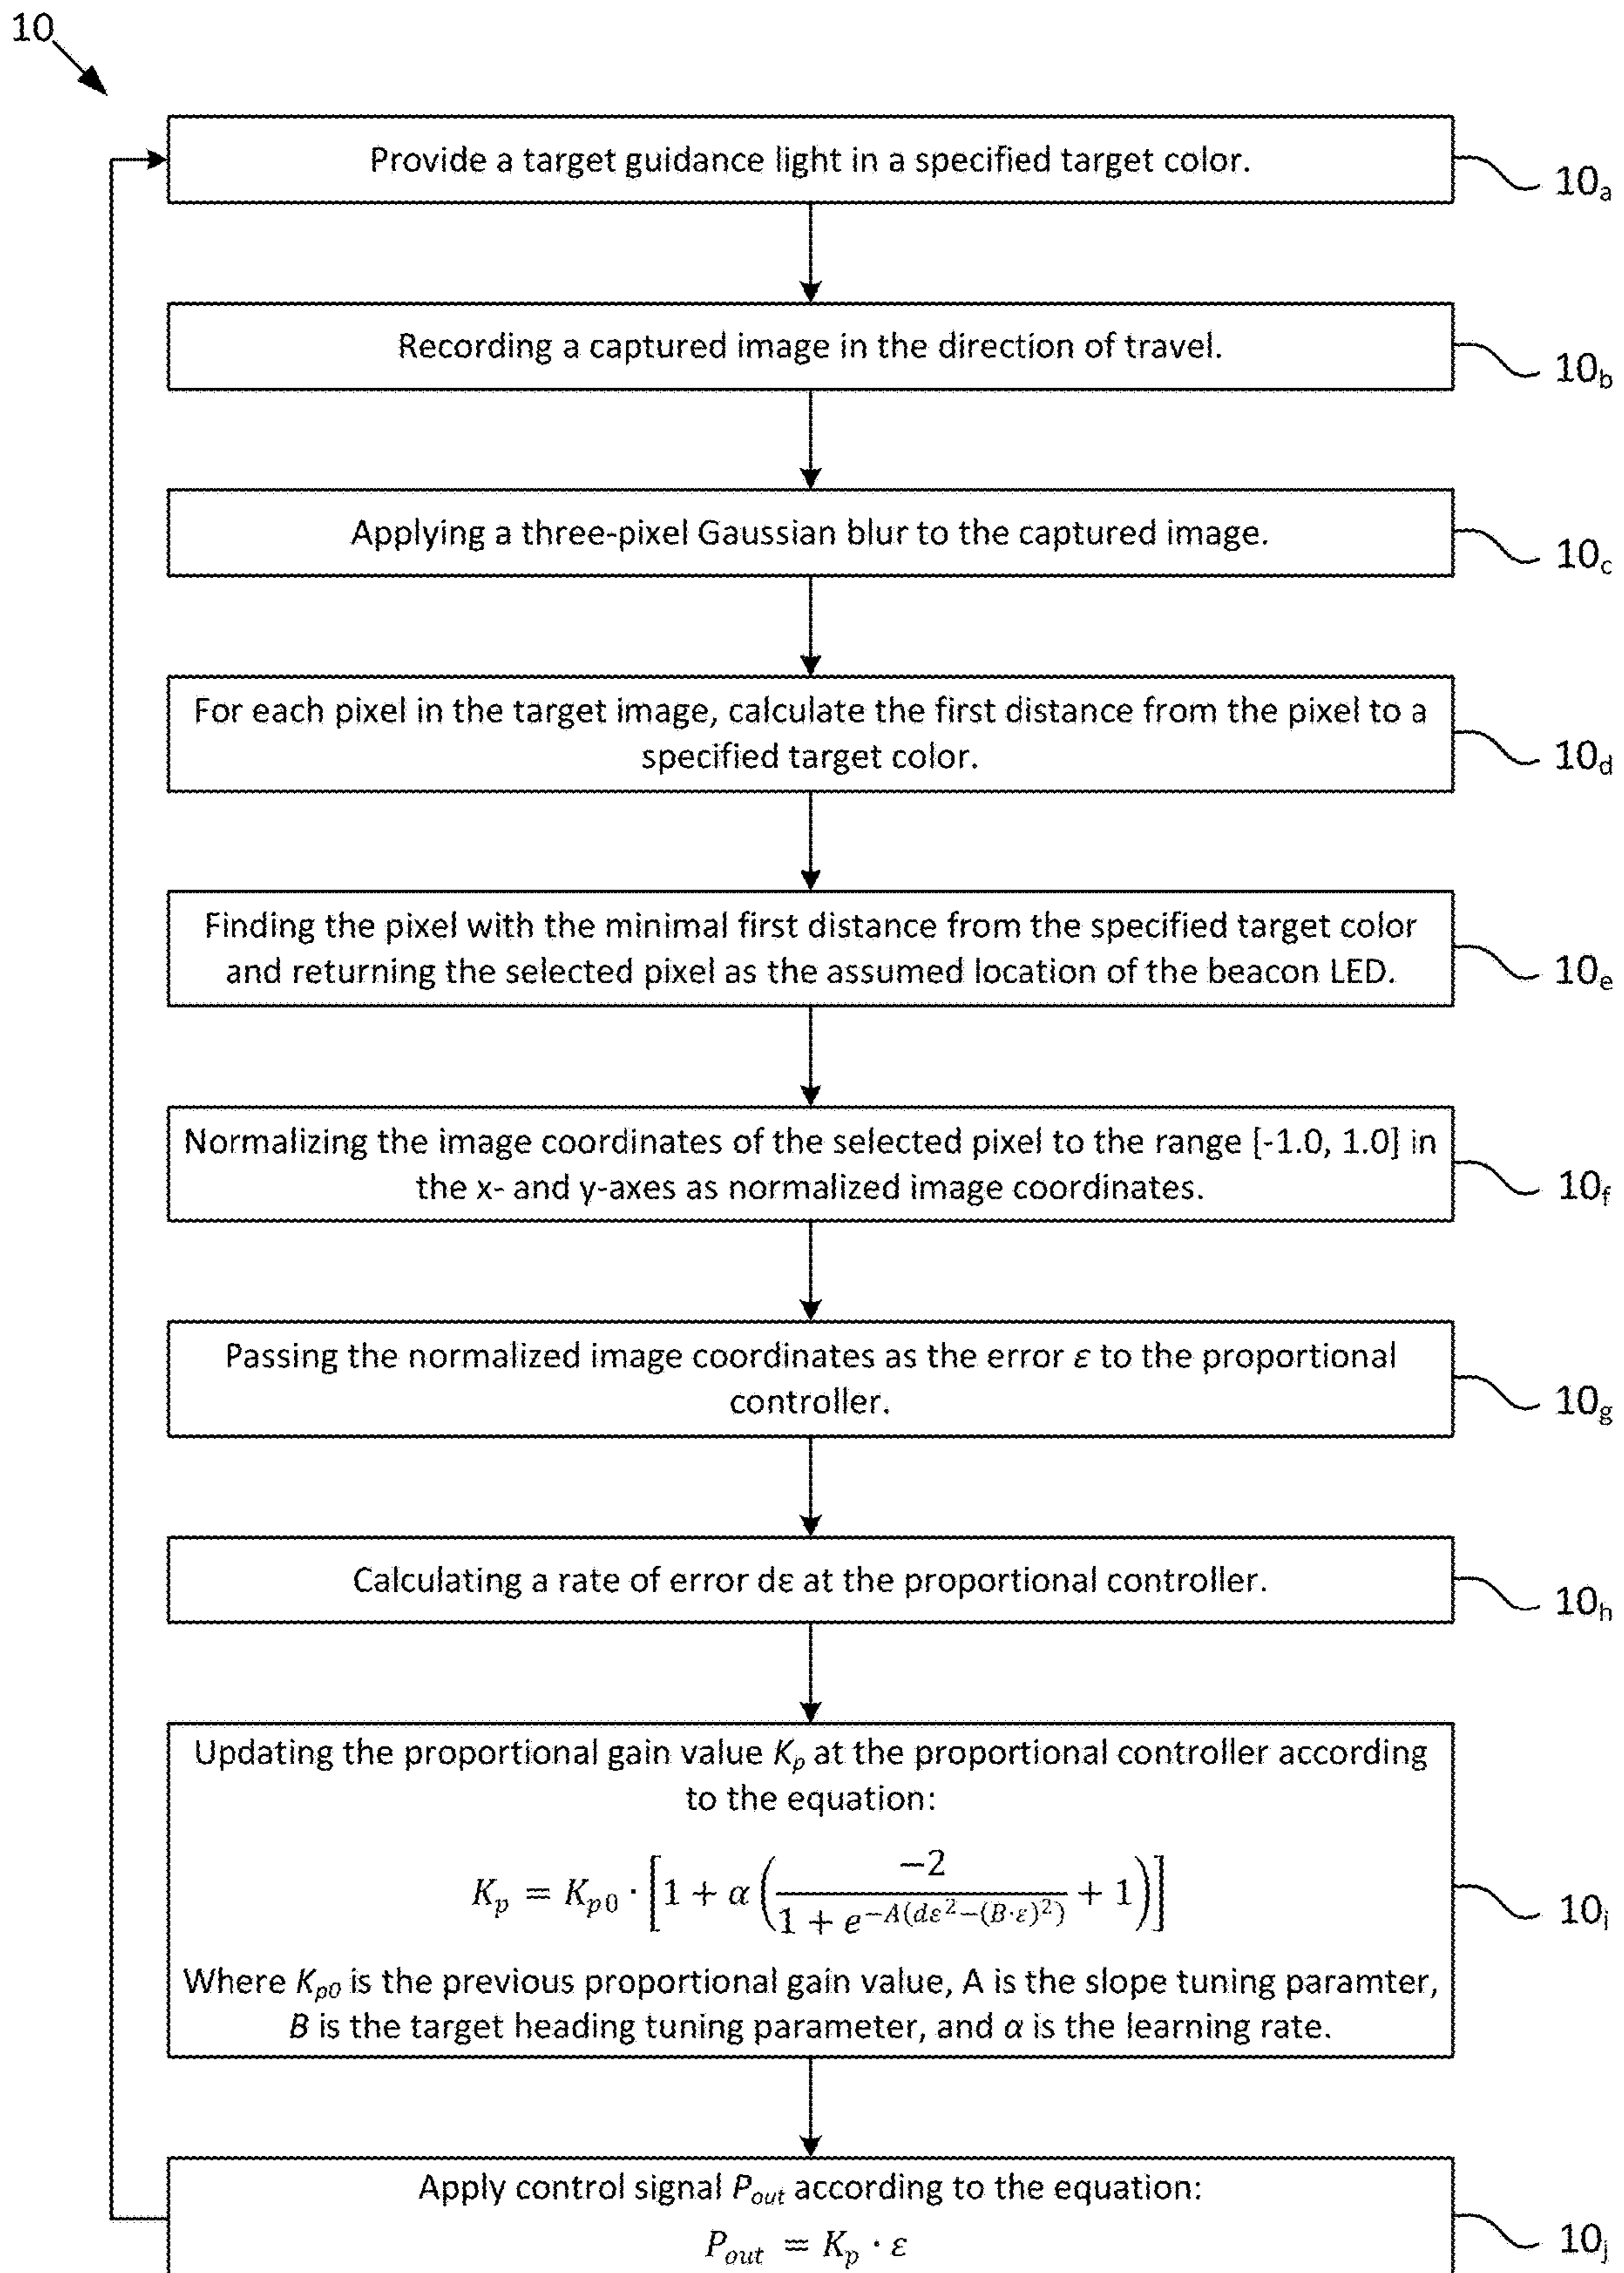 10
Provide a target guidance light in a specified target color.
10a
Recording a captured image in the direction of travel.
10b
Applying a three-pixel Gaussian blur to the captured image.
10c
For each pixel in the target image, calculate the first distance from the pixel to a
specified target color.
10d
Finding the pixel with the minimal first distance from the specified target color
and returning the selected pixel as the assumed location of the beacon LED.
10e
Normalizing the image coordinates of the selected pixel to the range [-1.0, 1.0] in
the x- and y-axes as normalized image coordinates.
10f
Passing the normalized image coordinates as the error ε to the proportional
controller.
10g
Calculating a rate of error dε at the proportional controller.
10h
Updating the proportional gain value Kp at the proportional controller according
to the equation:
Kp = Kp0 · [1 + α (−2 / (1 + e^(−A(dε²−(B·ε)²))) + 1)]
10i
Where Kp0 is the previous proportional gain value, A is the slope tuning paramter,
B is the target heading tuning parameter, and α is the learning rate.
Apply control signal Pout according to the equation:
Pout = Kp · ε
10j